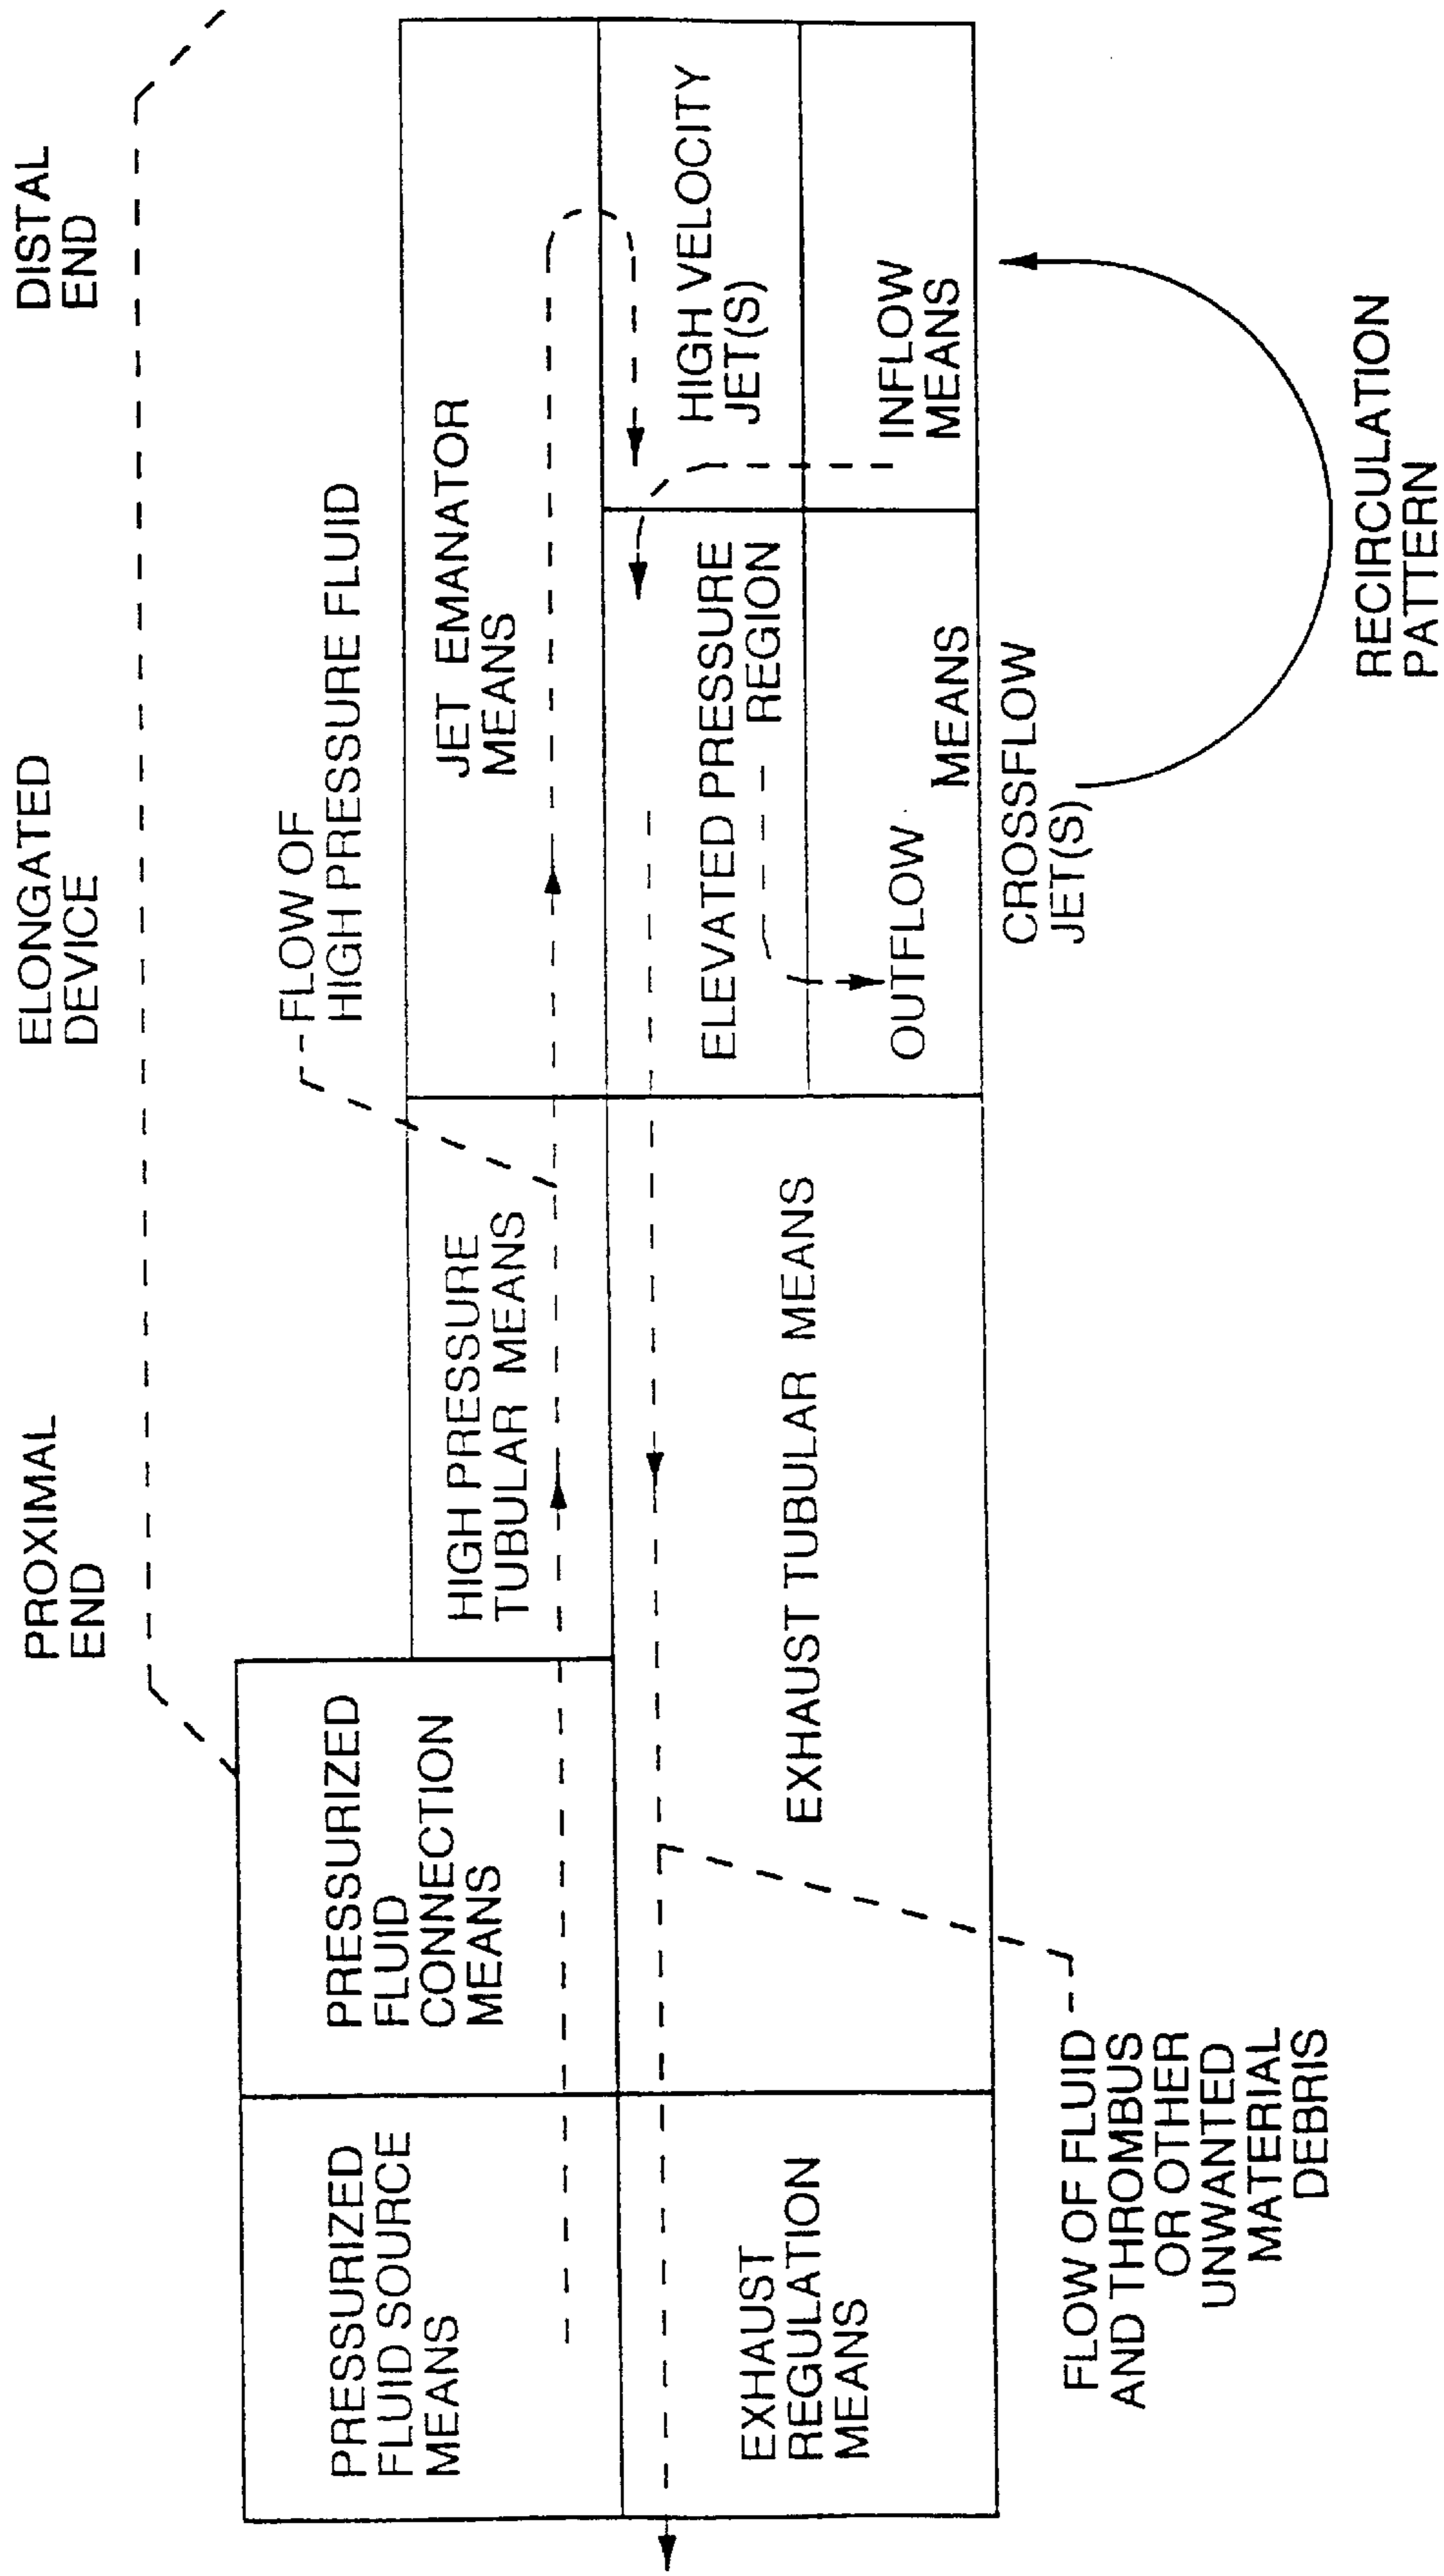 PROXIMAL
END
ELONGATED
DEVICE
DISTAL
END
FLOW OF
HIGH PRESSURE FLUID
PRESSURIZED
FLUID SOURCE
MEANS
PRESSURIZED
FLUID
CONNECTION
MEANS
HIGH PRESSURE
TUBULAR MEANS
JET EMANATOR
MEANS
EXHAUST
REGULATION
MEANS
EXHAUST TUBULAR MEANS
ELEVATED PRESSURE
REGION
HIGH VELOCITY
JET(S)
OUTFLOW
MEANS
INFLOW
MEANS
CROSSFLOW
JET(S)
RECIRCULATION
PATTERN
FLOW OF FLUID
AND THROMBUS
OR OTHER
UNWANTED
MATERIAL
DEBRIS